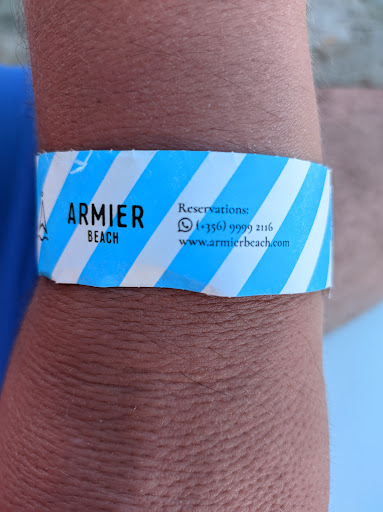 ARMIER
BEACH
Reservations:
(+356) 9999 2116
www.armierbeach.com